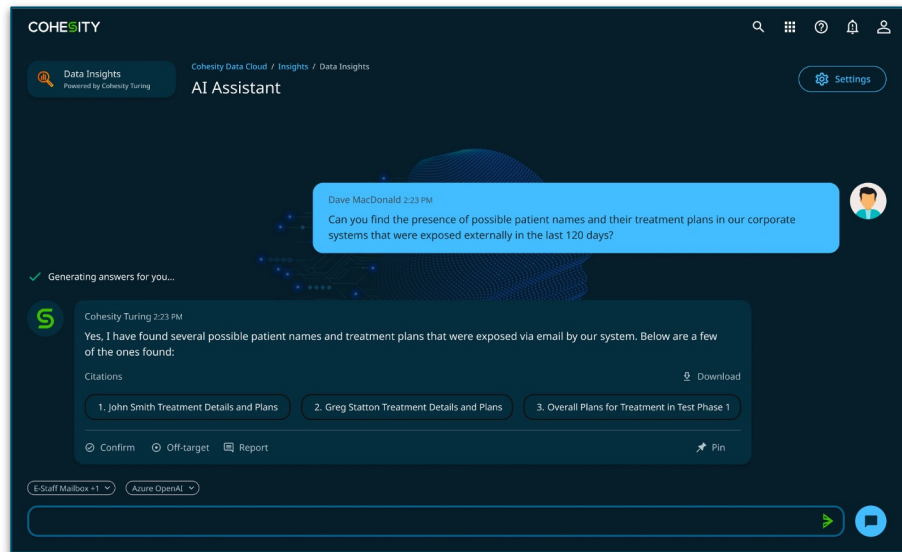 COHESITY
Data Insights
Powered by Cohesity Turing
Cohesity Data Cloud / Insights / Data Insights
AI Assistant
Settings
Dave MacDonald 2:23 PM
Can you find the presence of possible patient names and their treatment plans in our corporate
systems that were exposed externally in the last 120 days?
Generating answers for you...
Cohesity Turing 2:23 PM
Yes, I have found several possible patient names and treatment plans that were exposed via email by our system. Below are a few
of the ones found:
Citations
Download
1. John Smith Treatment Details and Plans
2. Greg Statton Treatment Details and Plans
3. Overall Plans for Treatment in Test Phase 1
Confirm
Off-target
Report
Pin
E-Staff Mailbox +1
Azure OpenAI